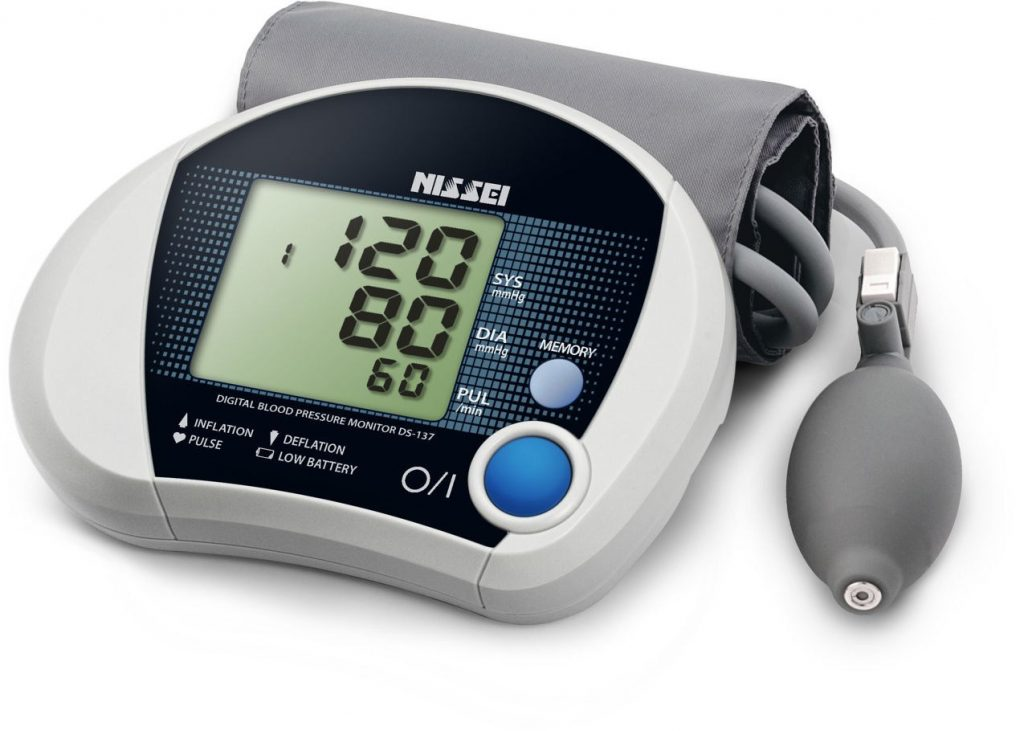 NISSEI
1 120
SYS
mmHg
80
DIA
mmHg
MEMORY
60
PUL
/min
DIGITAL BLOOD PRESSURE MONITOR DS-137
INFLATION DEFLATION
PULSE LOW BATTERY
O/I